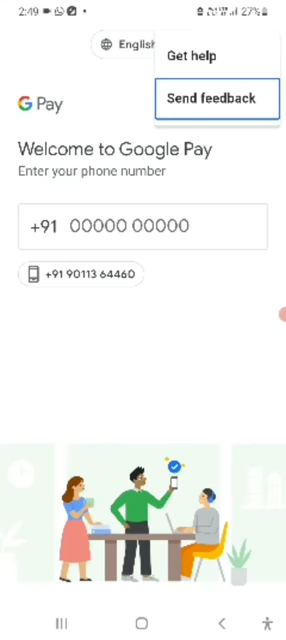 2:49
27%
English
Get help
Send feedback
G Pay
Welcome to Google Pay
Enter your phone number
+91 00000 00000
+91 90113 64460